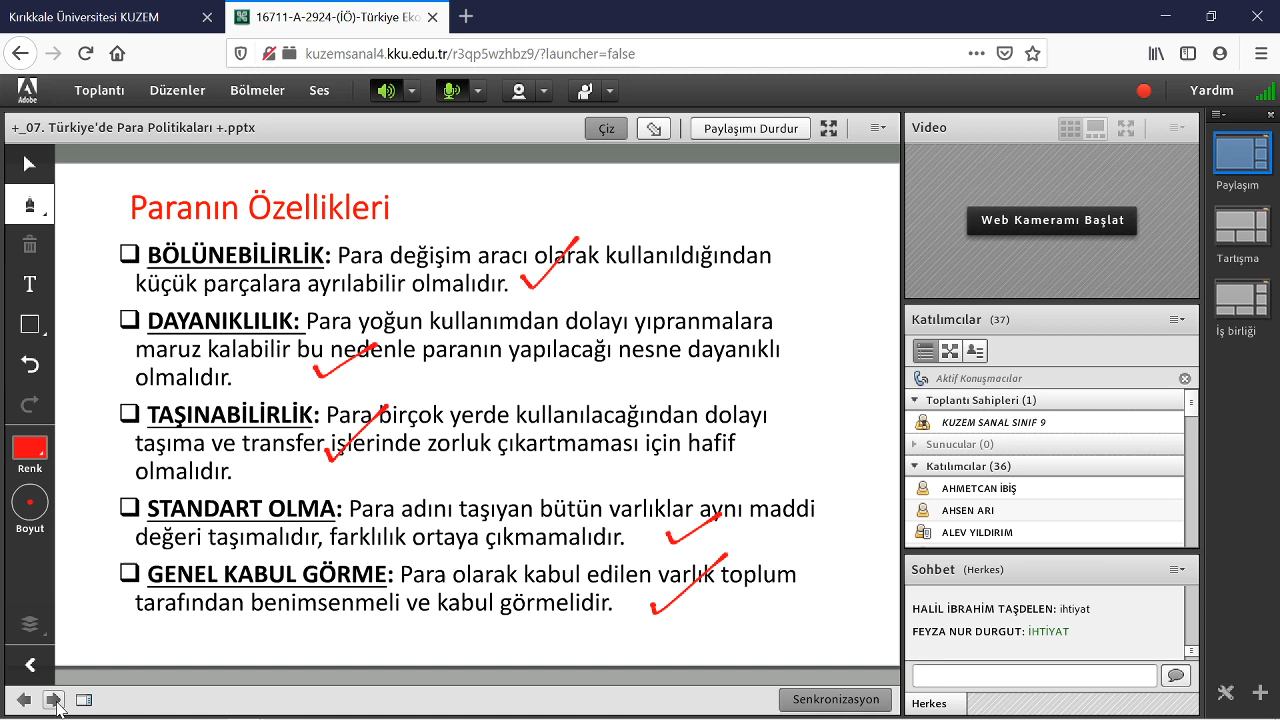 Kırıkkale Üniversitesi KUZEM
16711-A-2924-(İÖ)-Türkiye Eko
kuzemsanal4.kku.edu.tr/r3qp5wzhbz9/?launcher=false
Adobe
Toplantı
Düzenler
Bölmeler
Ses
Yardım
+_07. Türkiye'de Para Politikaları +.pptx
Çiz
Paylaşımı Durdur
Renk
Boyut
Paranın Özellikleri
BÖLÜNEBİLİRLİK: Para değişim aracı olarak kullanıldığından
küçük parçalara ayrılabilir olmalıdır.
DAYANIKLILIK: Para yoğun kullanımdan dolayı yıpranmalara
maruz kalabilir bu nedenle paranın yapılacağı nesne dayanıklı
olmalıdır.
TAŞINABİLİRLİK: Para birçok yerde kullanılacağından dolayı
taşıma ve transfer işlerinde zorluk çıkartmaması için hafif
olmalıdır.
STANDART OLMA: Para adını taşıyan bütün varlıklar aynı maddi
değeri taşımalıdır, farklılık ortaya çıkmamalıdır.
GENEL KABUL GÖRME: Para olarak kabul edilen varlık toplum
tarafından benimsenmeli ve kabul görmelidir.
Senkronizasyon
Video
Web Kameramı Başlat
Katılımcılar (37)
Aktif Konuşmacılar
Toplantı Sahipleri (1)
KUZEM SANAL SINIF 9
Sunucular (0)
Katılımcılar (36)
AHMETCAN İBİŞ
AHSEN ARI
ALEV YILDIRIM
Sohbet (Herkes)
HALİL İBRAHİM TAŞDELEN: ihtiyat
FEYZA NUR DURGUT: İHTİYAT
Herkes
Paylaşım
Tartışma
İş birliği